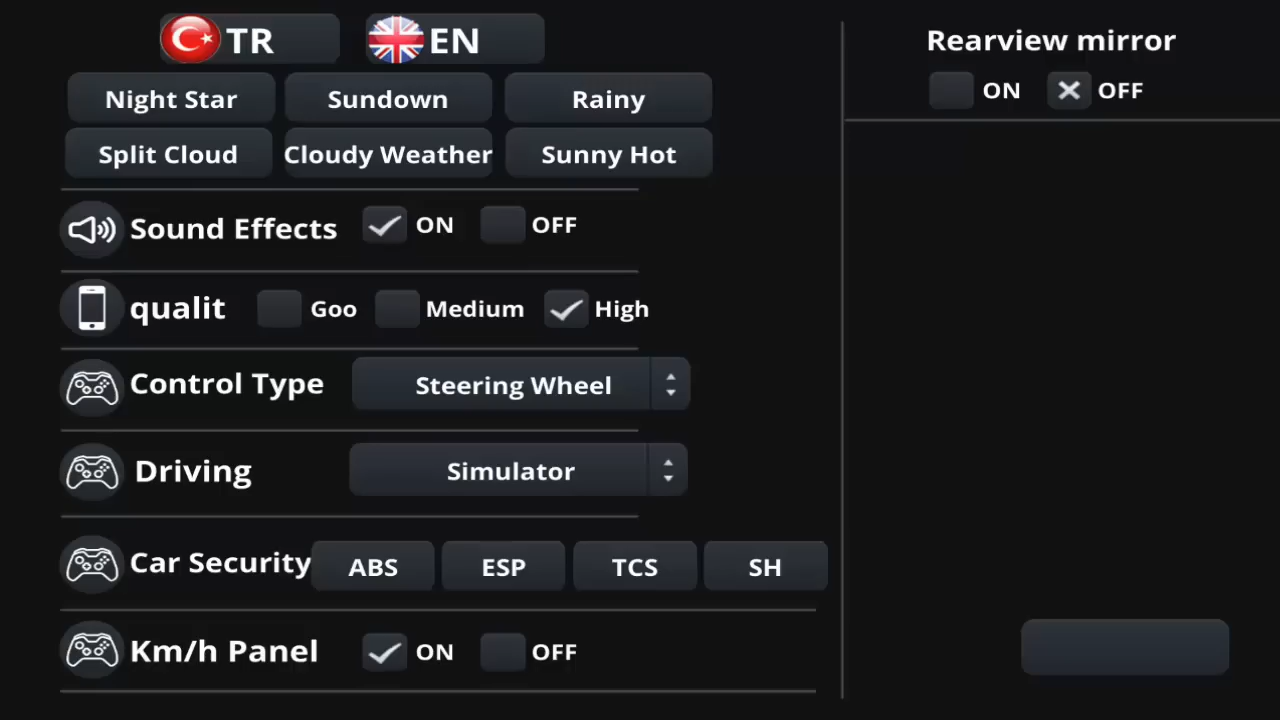 TR EN
Night Star Sundown Rainy
Split Cloud Cloudy Weather Sunny Hot
Sound Effects ON OFF
qualit Goo Medium High
Control Type Steering Wheel
Driving Simulator
Car Security ABS ESP TCS SH
Km/h Panel ON OFF
Rearview mirror
ON OFF